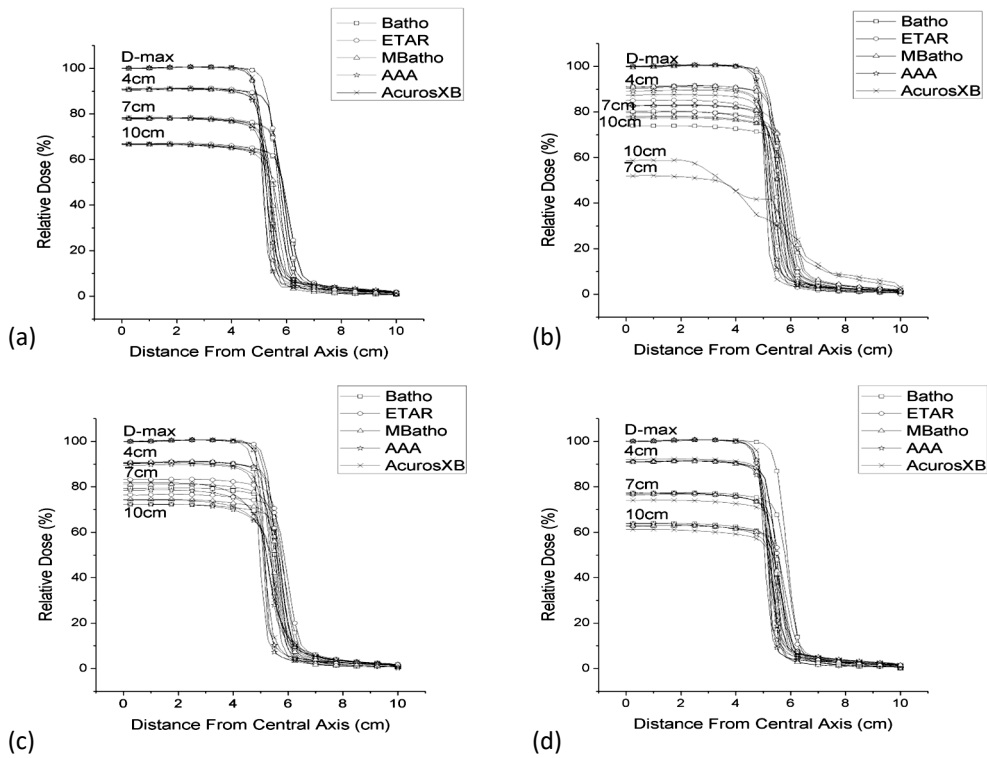 Batho
ETAR
MBatho
AAA
AcurosXB
D-max
4cm
7cm
10cm
Relative Dose (%)
100
80
60
40
20
0
0 2 4 6 8 10
Distance From Central Axis (cm)
(a)
Batho
ETAR
MBatho
AAA
AcurosXB
D-max
4cm
7cm
10cm
10cm
7cm
Relative Dose (%)
100
80
60
40
20
0
0 2 4 6 8 10
Distance From Central Axis (cm)
(b)
Batho
ETAR
MBatho
AAA
AcurosXB
D-max
4cm
7cm
10cm
Relative Dose (%)
100
80
60
40
20
0
0 2 4 6 8 10
Distance From Central Axis (cm)
(c)
Batho
ETAR
MBatho
AAA
AcurosXB
D-max
4cm
7cm
10cm
Relative Dose (%)
100
80
60
40
20
0
0 2 4 6 8 10
Distance From Central Axis (cm)
(d)